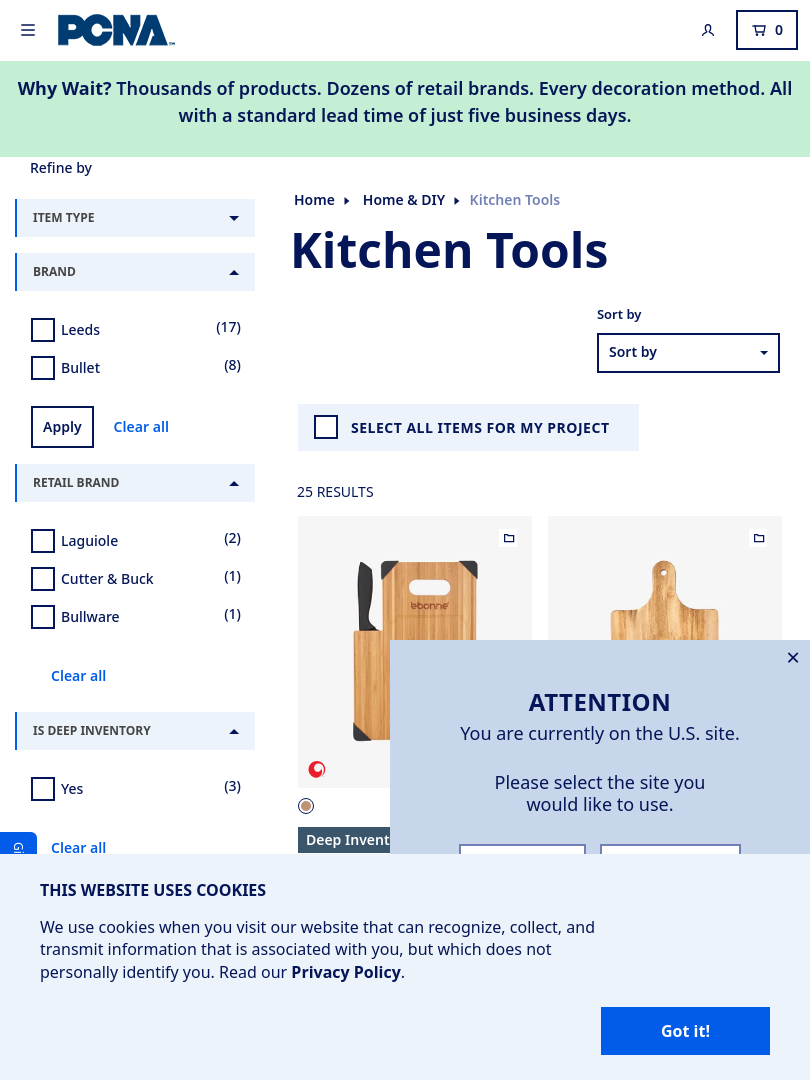 PCNA
0
Why Wait? Thousands of products. Dozens of retail brands. Every decoration method. All
with a standard lead time of just five business days.
Refine by
ITEM TYPE
BRAND
Leeds (17)
Bullet (8)
Apply Clear all
RETAIL BRAND
Laguiole (2)
Cutter & Buck (1)
Bullware (1)
Clear all
IS DEEP INVENTORY
Yes (3)
Clear all
Home Home & DIY Kitchen Tools
Kitchen Tools
Sort by
Sort by
SELECT ALL ITEMS FOR MY PROJECT
25 RESULTS
Deep Invent
ATTENTION
You are currently on the U.S. site.
Please select the site you
would like to use.
THIS WEBSITE USES COOKIES
We use cookies when you visit our website that can recognize, collect, and
transmit information that is associated with you, but which does not
personally identify you. Read our Privacy Policy.
Got it!